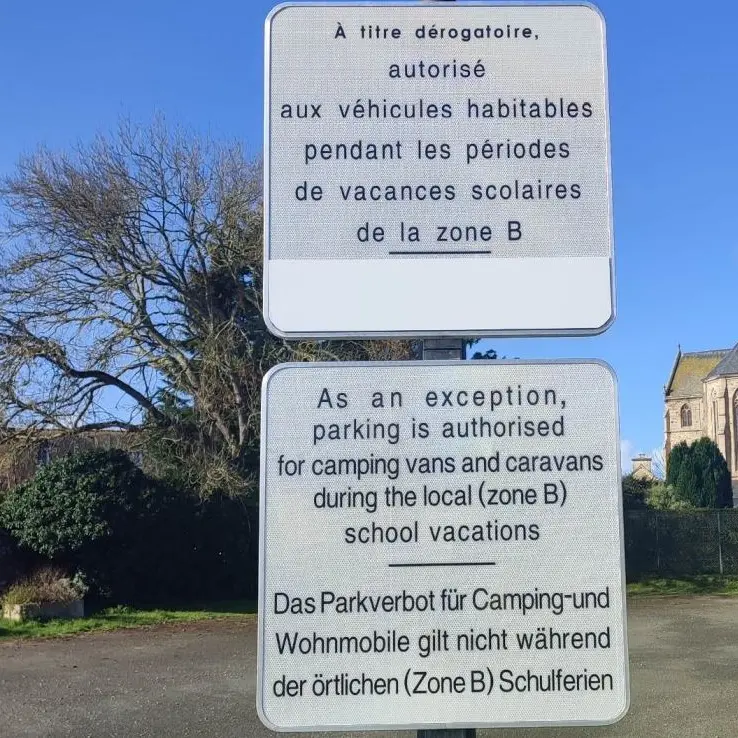 À titre dérogatoire,
autorisé
aux véhicules habitables
pendant les périodes
de vacances scolaires
de la zone B
As an exception,
parking is authorised
for camping vans and caravans
during the local (zone B)
school vacations
Das Parkverbot für Camping-und
Wohnmobile gilt nicht während
der örtlichen (Zone B) Schulferien